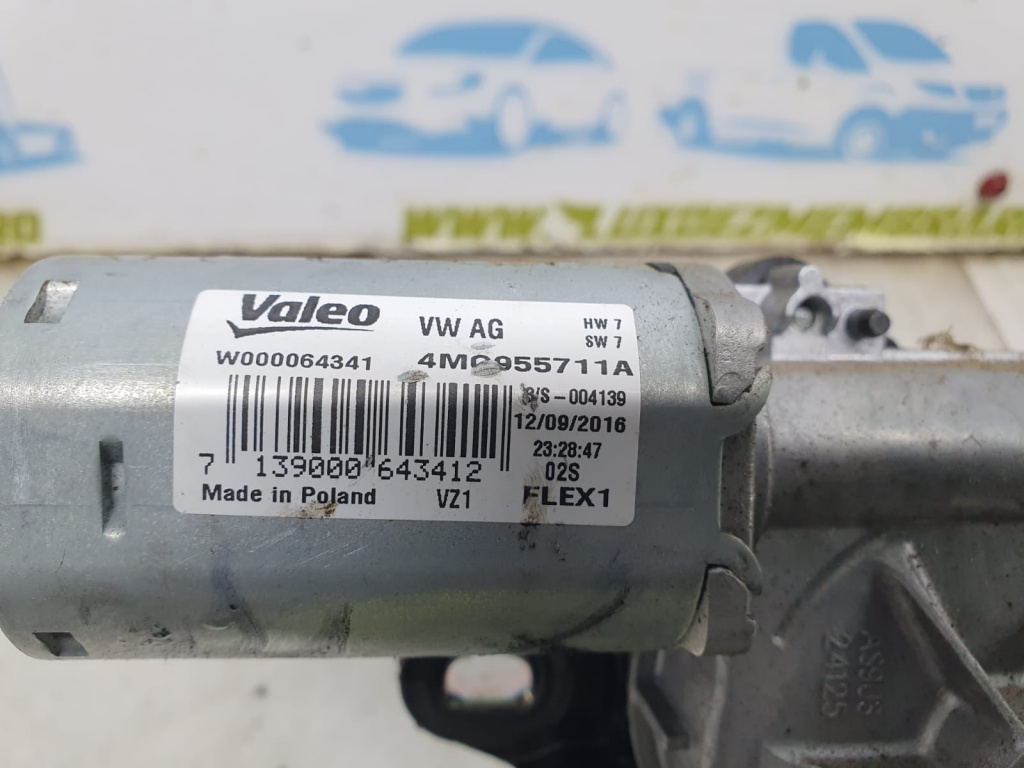 Valeo
VW AG
HW 7
SW 7
W000064341
4M0955711A
S/S - 004139
12/09/2016
23:28:47
7 139000 643412
02S
Made in Poland
VZ1
FLEX1
24125